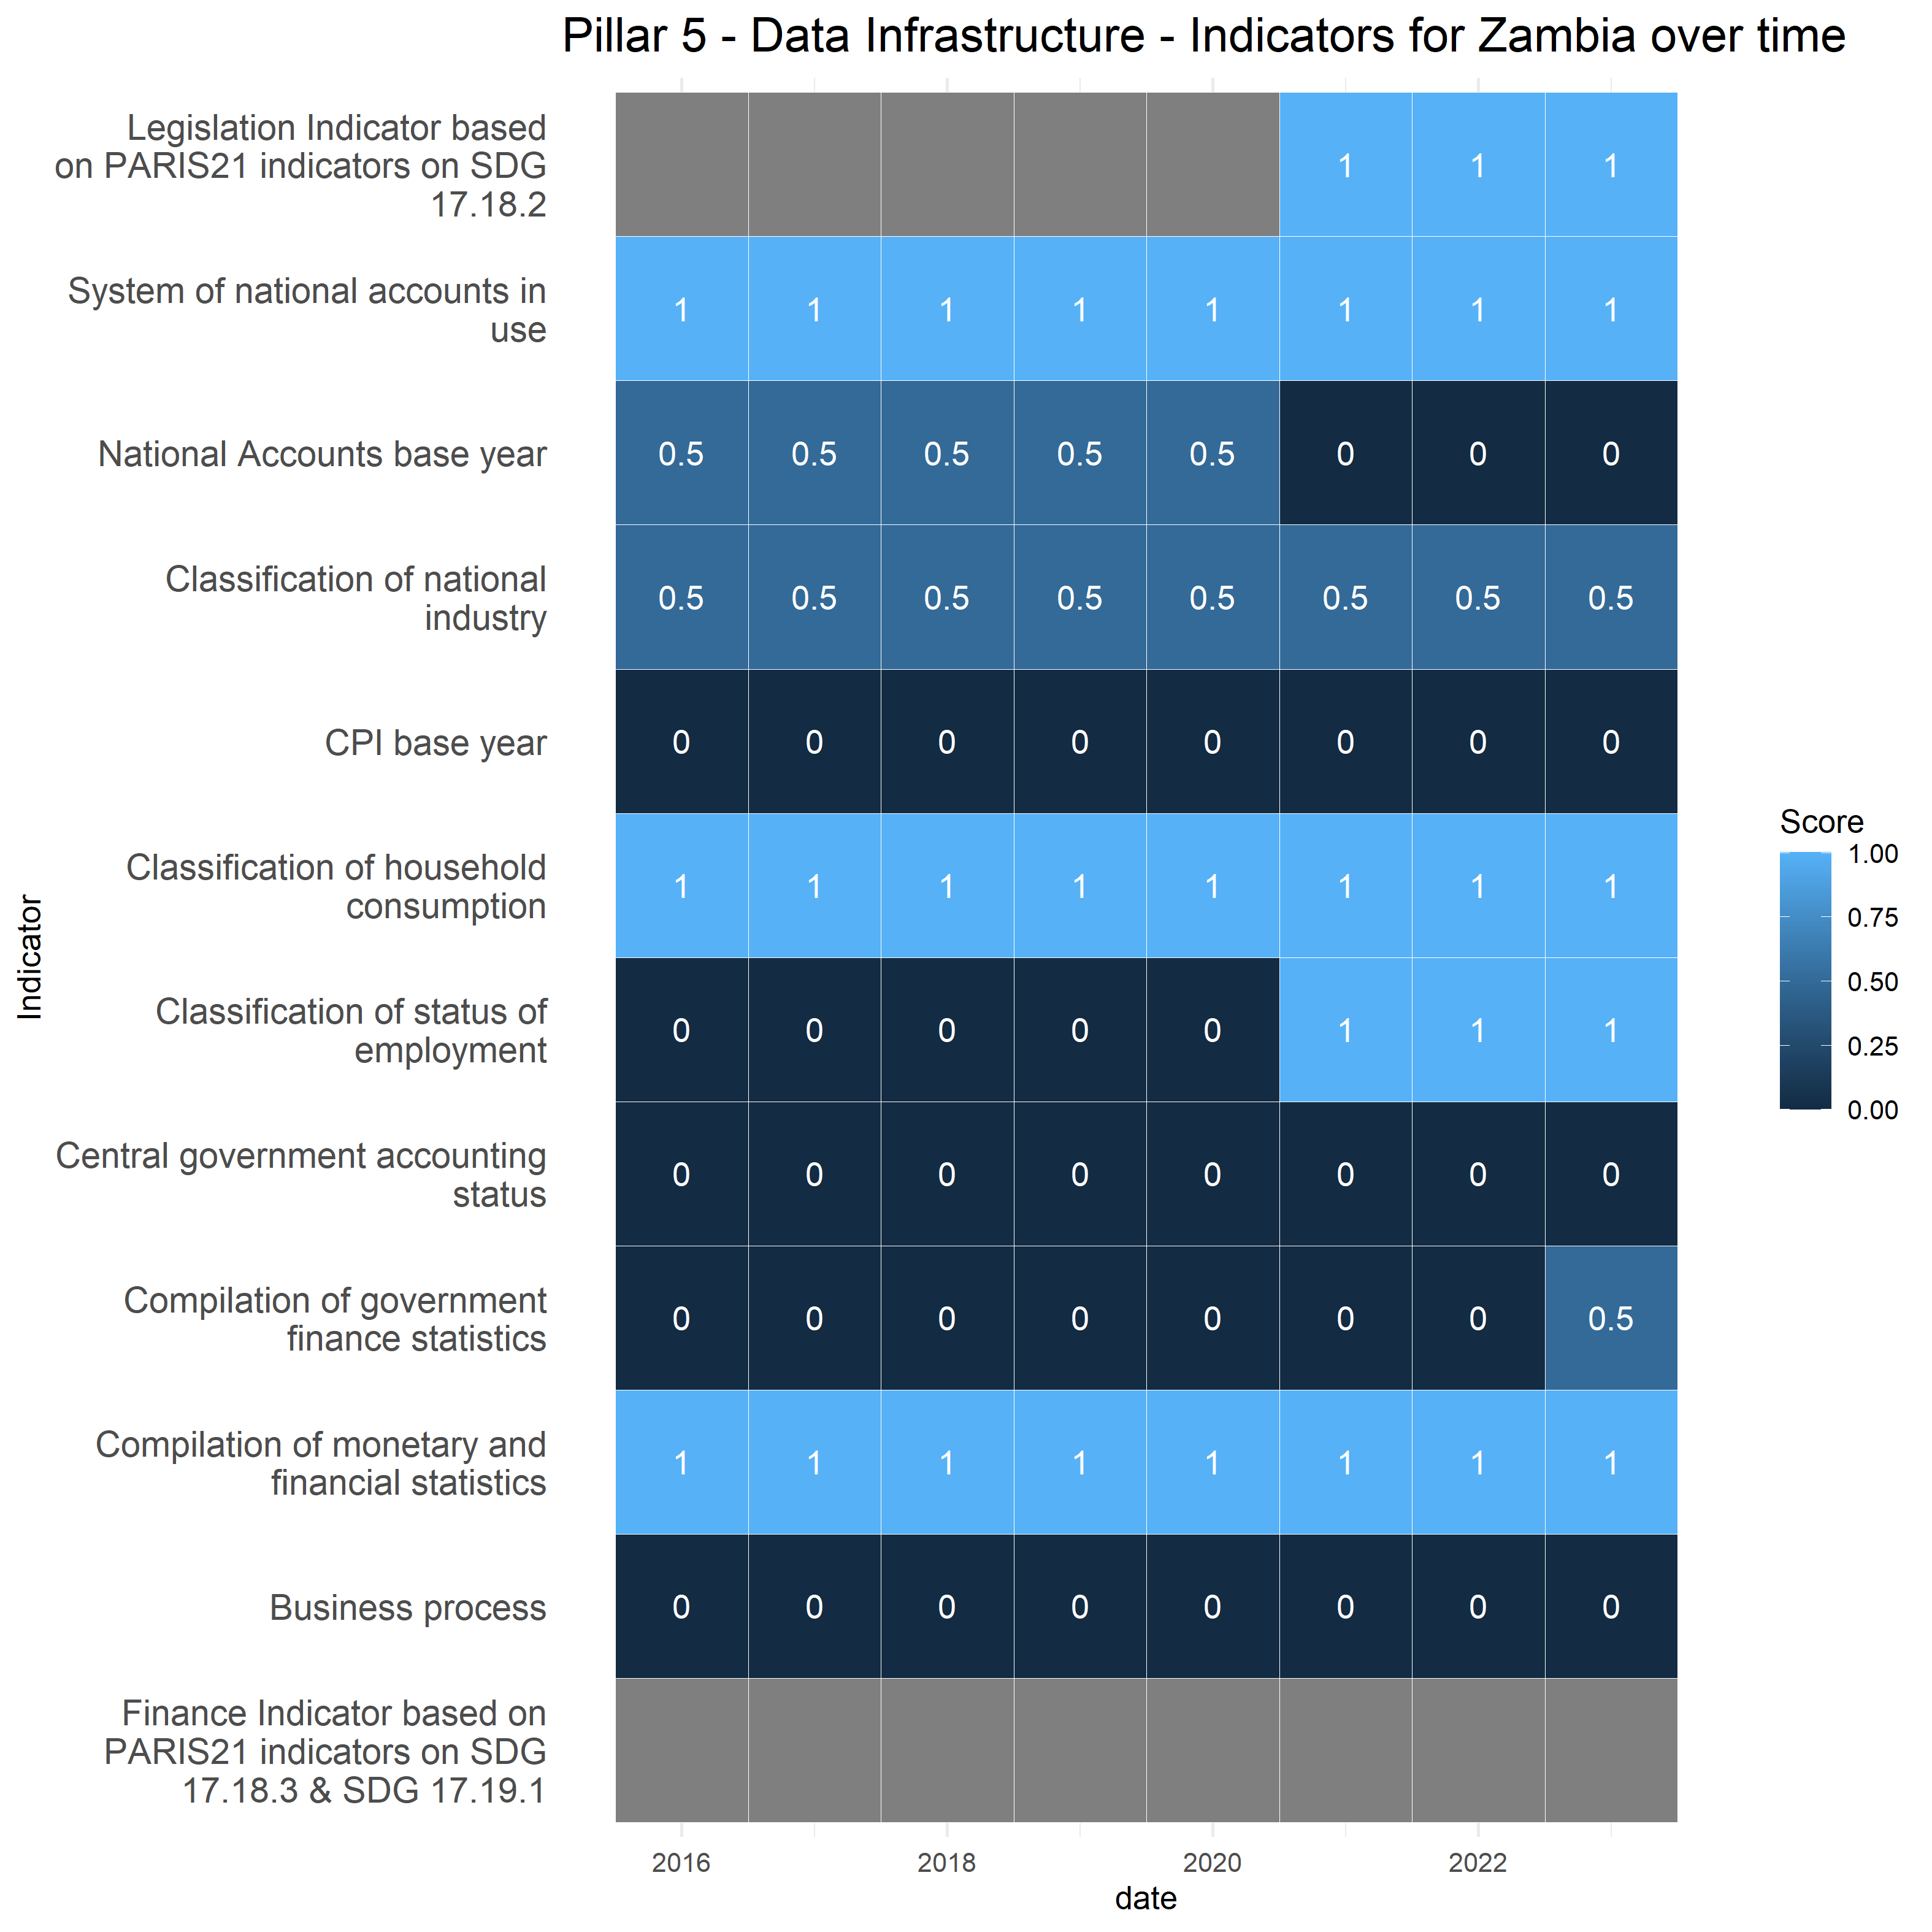 Pillar 5 - Data Infrastructure - Indicators for Zambia over time
Legislation Indicator based
on PARIS21 indicators on SDG
17.18.2
1 1 1
System of national accounts in
use
1 1 1 1 1 1 1 1
National Accounts base year
0.5 0.5 0.5 0.5 0.5 0 0 0
Classification of national
industry
0.5 0.5 0.5 0.5 0.5 0.5 0.5 0.5
CPI base year
0 0 0 0 0 0 0 0
Classification of household
consumption
1 1 1 1 1 1 1 1
Classification of status of
employment
0 0 0 0 0 1 1 1
Central government accounting
status
0 0 0 0 0 0 0 0
Compilation of government
finance statistics
0 0 0 0 0 0 0 0.5
Compilation of monetary and
financial statistics
1 1 1 1 1 1 1 1
Business process
0 0 0 0 0 0 0 0
Finance Indicator based on
PARIS21 indicators on SDG
17.18.3 & SDG 17.19.1
Indicator
2016 2018 2020 2022
date
Score
1.00
0.75
0.50
0.25
0.00